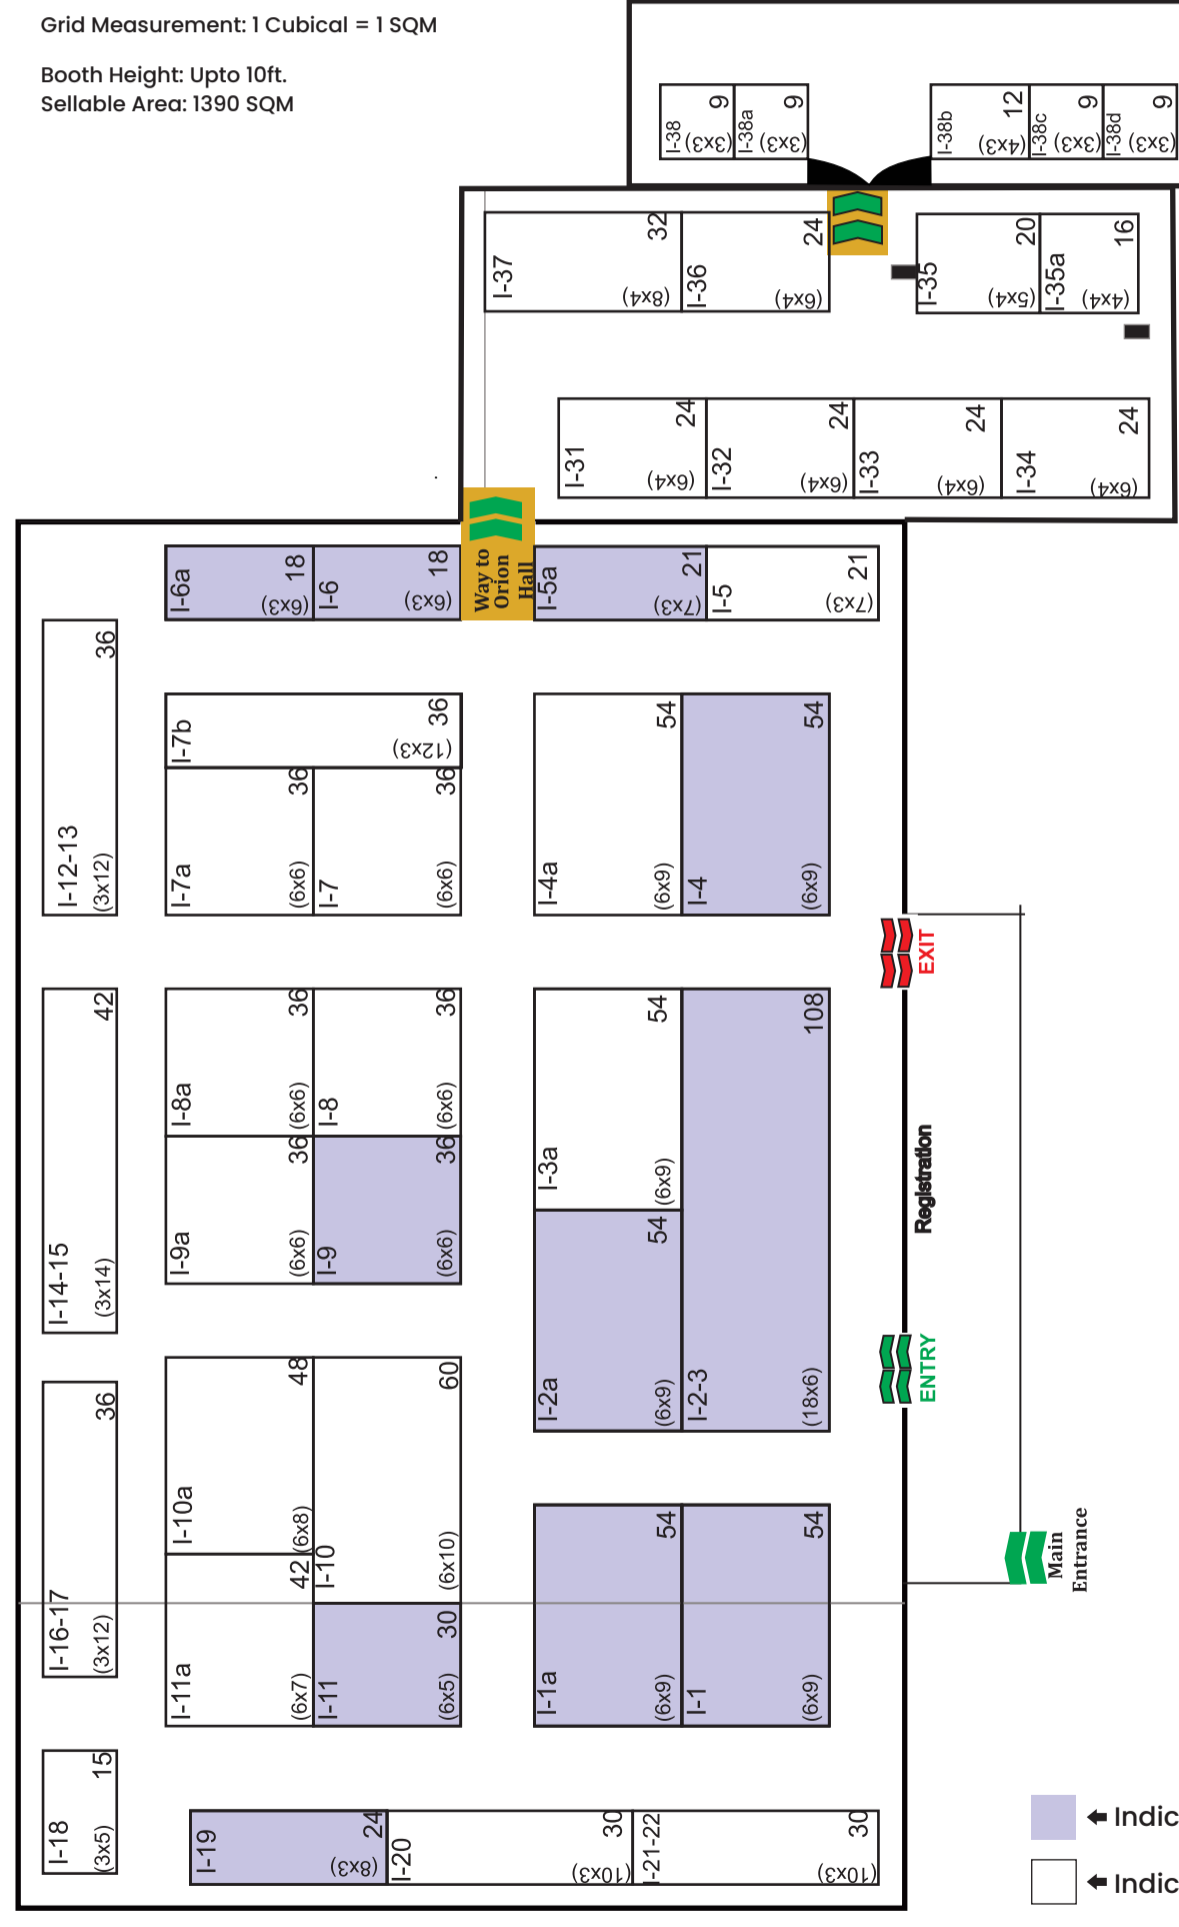 Grid Measurement: 1 Cubical = 1 SQM
Booth Height: Upto 10ft.
Sellable Area: 1390 SQM
I-38
(3x3)
9
I-38a
(3x3)
9
I-38b
(4x3)
12
I-38c
(3x3)
9
I-38d
(3x3)
9
I-37
(8x4)
32
I-36
(6x4)
24
I-35
(5x4)
20
I-35a
(4x4)
16
I-31
(6x4)
24
I-32
(6x4)
24
I-33
(6x4)
24
I-34
(6x4)
24
Way to
Orion
Hall
I-6a
(6x3)
18
I-6
(6x3)
18
I-5a
(7x3)
21
I-5
(7x3)
21
I-12-13
(3x12)
36
I-7b
(12x3)
36
I-7a
(6x6)
36
I-7
(6x6)
36
I-4a
(6x9)
54
I-4
(6x9)
54
EXIT
I-14-15
(3x14)
42
I-8a
(6x6)
36
I-8
(6x6)
36
I-9a
(6x6)
36
I-9
(6x6)
36
I-3a
(6x9)
54
I-2a
(6x9)
54
I-2-3
(18x6)
108
Registration
ENTRY
I-16-17
(3x12)
36
I-10a
(6x8)
48
I-10
(6x10)
60
I-11a
(6x7)
42
I-11
(6x5)
30
I-1a
(6x9)
54
I-1
(6x9)
54
Main
Entrance
I-18
(3x5)
15
I-19
(8x3)
24
I-20
(10x3)
30
I-21-22
(10x3)
30
Indic
Indic